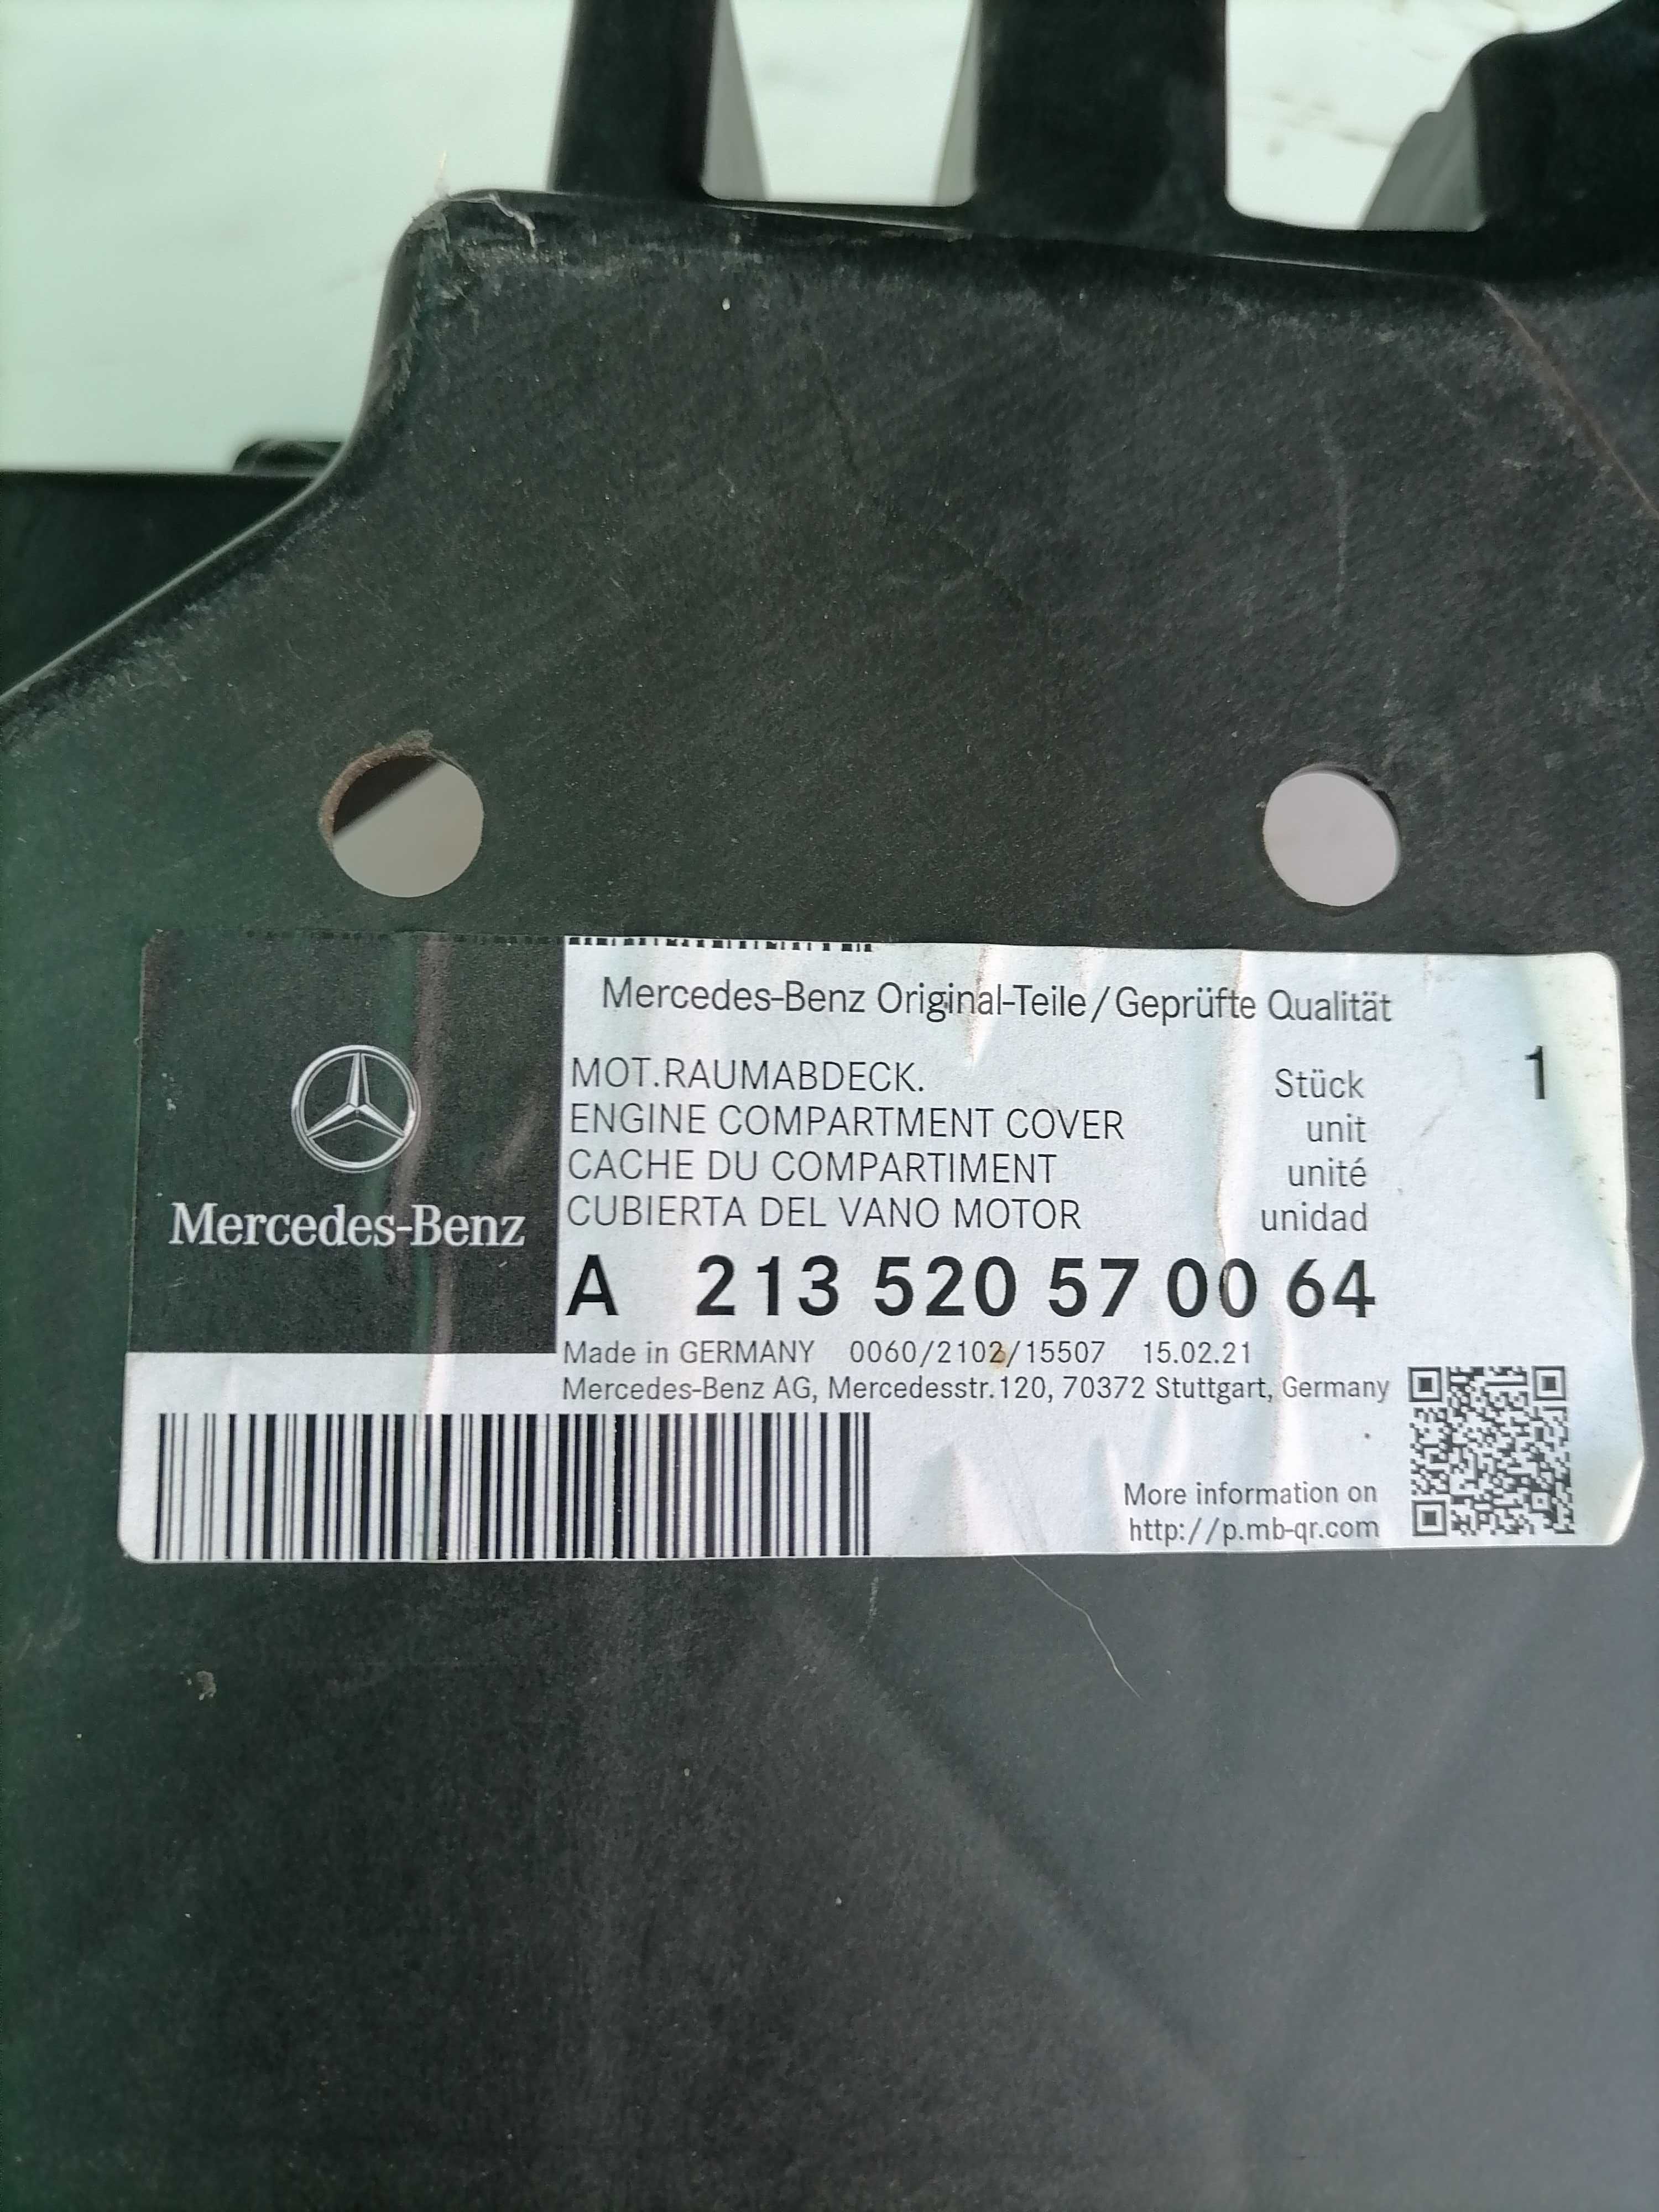 Mercedes-Benz
Mercedes-Benz Original-Teile/Geprüfte Qualität
MOT.RAUMABDECK. Stück 1
ENGINE COMPARTMENT COVER unit
CACHE DU COMPARTIMENT unité
CUBIERTA DEL VANO MOTOR unidad
A 213 520 57 00 64
Made in GERMANY 0060/2102/15507 15.02.21
Mercedes-Benz AG, Mercedesstr.120, 70372 Stuttgart, Germany
More information on
http://p.mb-qr.com